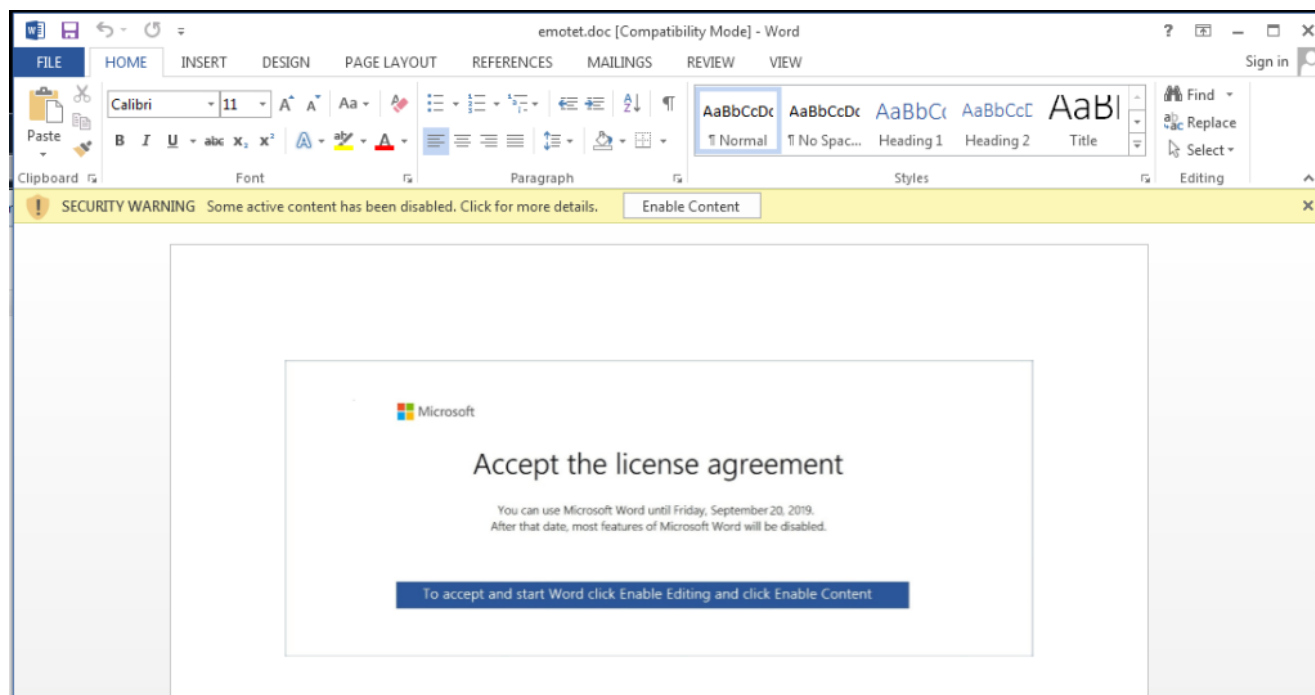 emotet.doc [Compatibility Mode] - Word
FILE HOME INSERT DESIGN PAGE LAYOUT REFERENCES MAILINGS REVIEW VIEW Sign in
Paste
Calibri 11
AaBbCcDc AaBbCcDc AaBbCc AaBbCcD AaBl
¶ Normal ¶ No Spac... Heading 1 Heading 2 Title
Find
Replace
Select
Clipboard Font Paragraph Styles Editing
SECURITY WARNING Some active content has been disabled. Click for more details. Enable Content
Microsoft
Accept the license agreement
You can use Microsoft Word until Friday, September 20, 2019.
After that date, most features of Microsoft Word will be disabled.
To accept and start Word click Enable Editing and click Enable Content